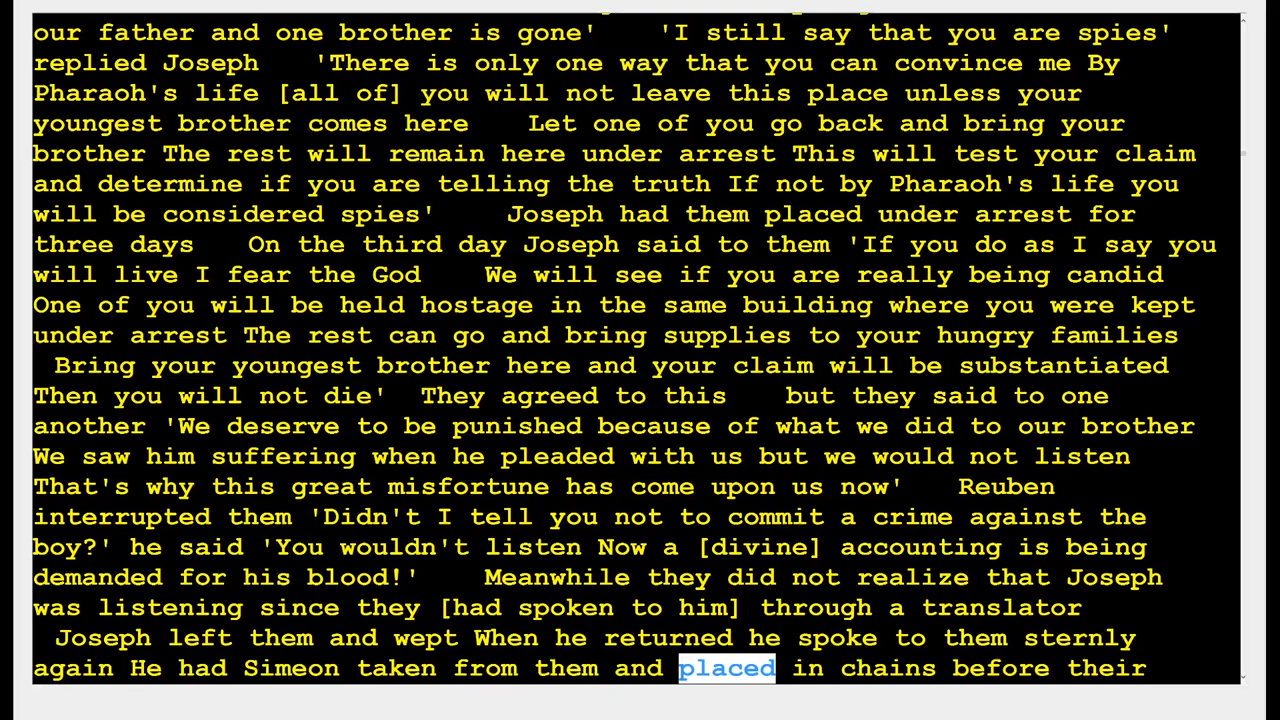 our father and one brother is gone' 'I still say that you are spies'
replied Joseph 'There is only one way that you can convince me By
Pharaoh's life [all of] you will not leave this place unless your
youngest brother comes here Let one of you go back and bring your
brother The rest will remain here under arrest This will test your claim
and determine if you are telling the truth If not by Pharaoh's life you
will be considered spies' Joseph had them placed under arrest for
three days On the third day Joseph said to them 'If you do as I say you
will live I fear the God We will see if you are really being candid
One of you will be held hostage in the same building where you were kept
under arrest The rest can go and bring supplies to your hungry families
Bring your youngest brother here and your claim will be substantiated
Then you will not die' They agreed to this but they said to one
another 'We deserve to be punished because of what we did to our brother
We saw him suffering when he pleaded with us but we would not listen
That's why this great misfortune has come upon us now' Reuben
interrupted them 'Didn't I tell you not to commit a crime against the
boy?' he said 'You wouldn't listen Now a [divine] accounting is being
demanded for his blood!' Meanwhile they did not realize that Joseph
was listening since they [had spoken to him] through a translator
Joseph left them and wept When he returned he spoke to them sternly
again He had Simeon taken from them and placed in chains before their